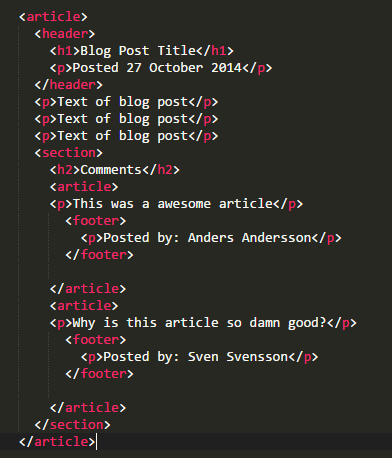 <article>
<header>
<h1>Blog Post Title</h1>
<p>Posted 27 October 2014</p>
</header>
<p>Text of blog post</p>
<p>Text of blog post</p>
<p>Text of blog post</p>
<section>
<h2>Comments</h2>
<article>
<p>This was a awesome article</p>
<footer>
<p>Posted by: Anders Andersson</p>
</footer>
</article>
<article>
<p>Why is this article so damn good?</p>
<footer>
<p>Posted by: Sven Svensson</p>
</footer>
</article>
</section>
</article>